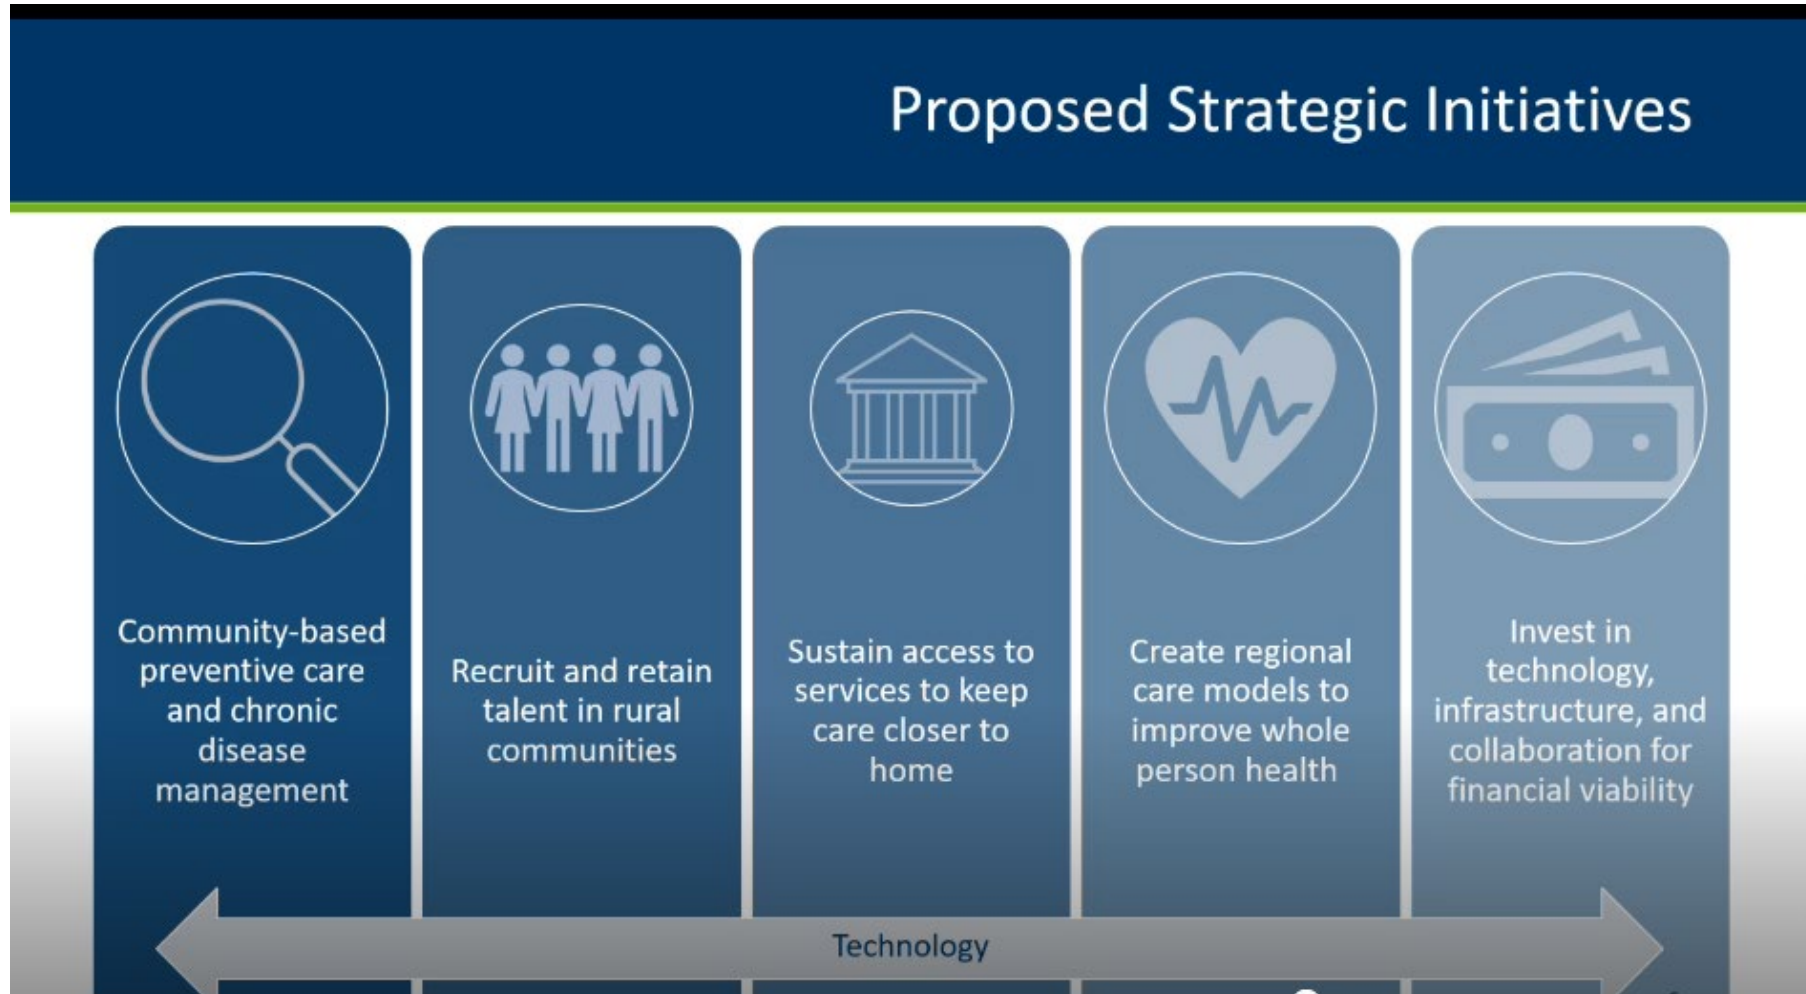 Proposed Strategic Initiatives
Community-based
preventive care
and chronic
disease
management
Recruit and retain
talent in rural
communities
Sustain access to
services to keep
care closer to
home
Create regional
care models to
improve whole
person health
Invest in
technology,
infrastructure, and
collaboration for
financial viability
Technology